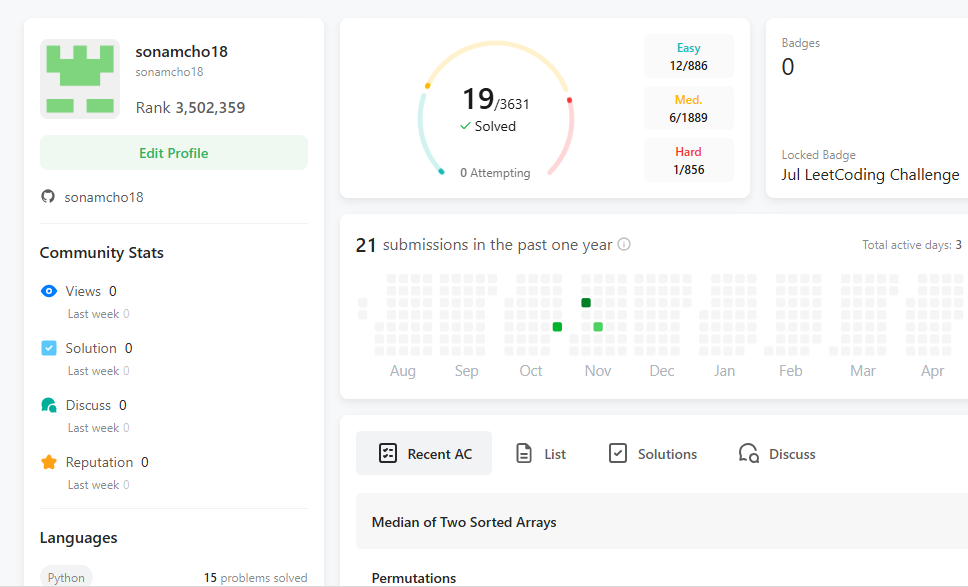 sonamcho18
sonamcho18
Rank 3,502,359
Edit Profile
sonamcho18
Community Stats
Views 0
Last week 0
Solution 0
Last week 0
Discuss 0
Last week 0
Reputation 0
Last week 0
Languages
Python 15 problems solved
19/3631
Solved
0 Attempting
Easy
12/886
Med.
6/1889
Hard
1/856
Badges
0
Locked Badge
Jul LeetCoding Challenge
21 submissions in the past one year
Total active days: 3
Aug Sep Oct Nov Dec Jan Feb Mar Apr
Recent AC List Solutions Discuss
Median of Two Sorted Arrays
Permutations